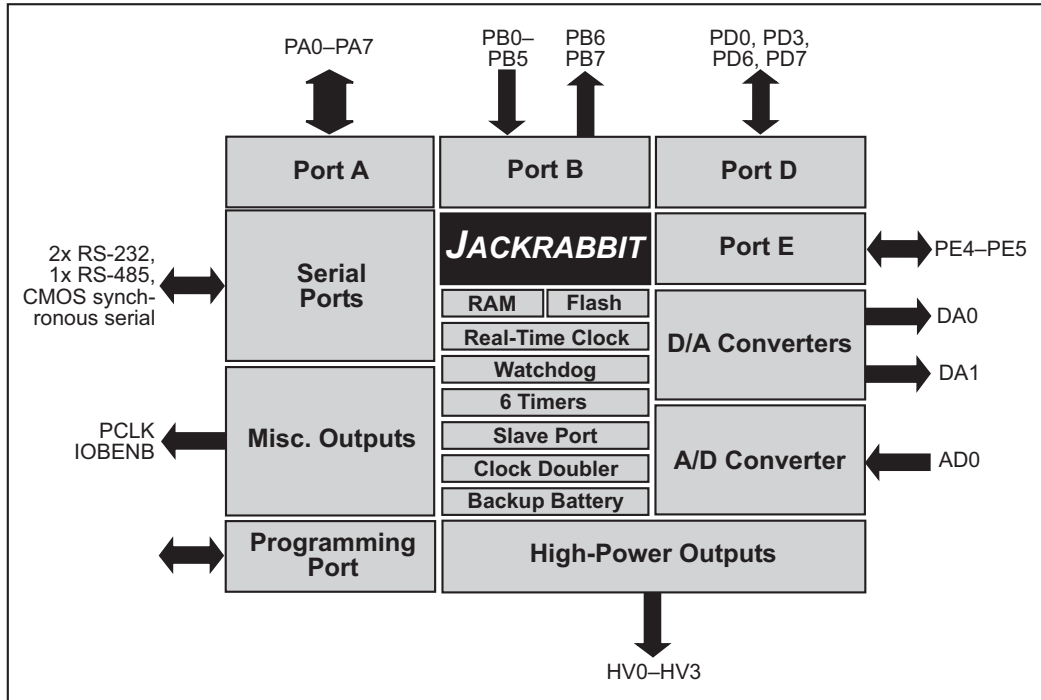 PA0–PA7
PB0–
PB5
PB6
PB7
PD0, PD3,
PD6, PD7
Port A
Port B
Port D
2x RS-232,
1x RS-485,
CMOS synch-
ronous serial
Serial
Ports
JACKRABBIT
Port E
PE4–PE5
RAM
Flash
Real-Time Clock
Watchdog
6 Timers
Slave Port
Clock Doubler
Backup Battery
D/A Converters
DA0
DA1
PCLK
IOBENB
Misc. Outputs
A/D Converter
AD0
Programming
Port
High-Power Outputs
HV0–HV3